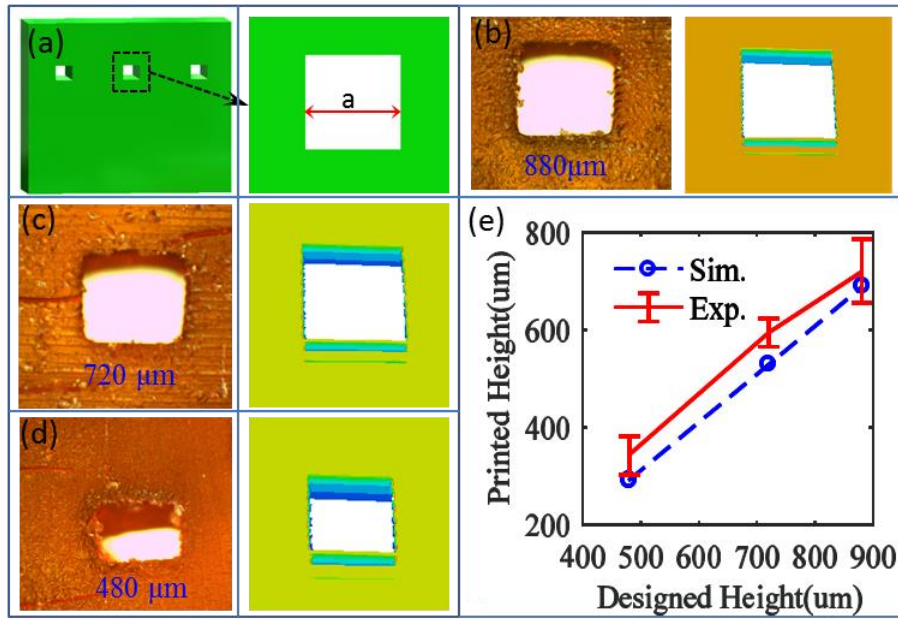 (a)
a
(b)
880µm
(c)
720 µm
(d)
480 µm
(e)
Printed Height(um)
800
600
400
200
Sim.
Exp.
400 500 600 700 800 900
Designed Height(um)